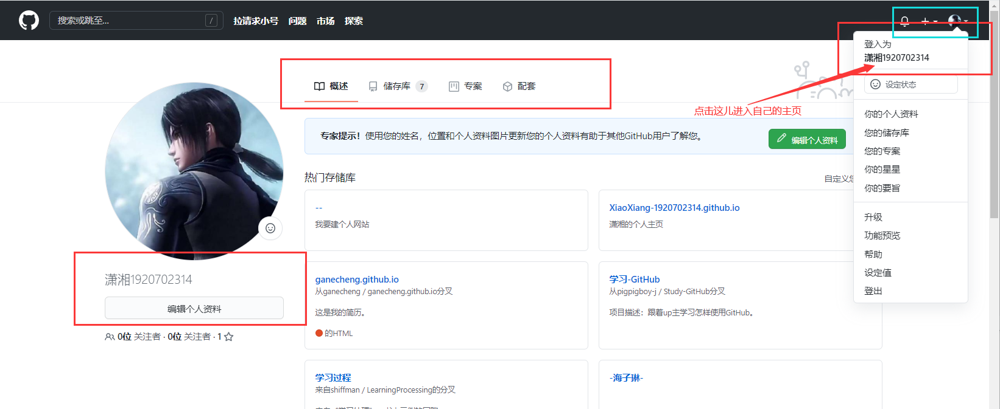 搜索或跳至... /
拉请求小号 问题 市场 探索
登入为
潇湘1920702314
设定状态
你的个人资料
您的储存库
您的专案
你的星星
你的要旨
升级
功能预览
帮助
设定值
登出
概述 储存库 7 专案 配套
点击这儿进入自己的主页
专家提示！使用您的姓名，位置和个人资料图片更新您的个人资料有助于其他GitHub用户了解您。
编辑个人资料
潇湘1920702314
编辑个人资料
0位 关注者 · 0位 关注者 · 1
热门存储库
自定义
--
我要建个人网站
XiaoXiang-1920702314.github.io
潇湘的个人主页
ganecheng.github.io
从ganecheng / ganecheng.github.io分叉
这是我的简历。
的HTML
学习-GitHub
从pigpigboy-j / Study-GitHub分叉
项目描述：跟着up主学习怎样使用GitHub。
学习过程
来自shiffman / LearningProcessing的分叉
-海子琳-